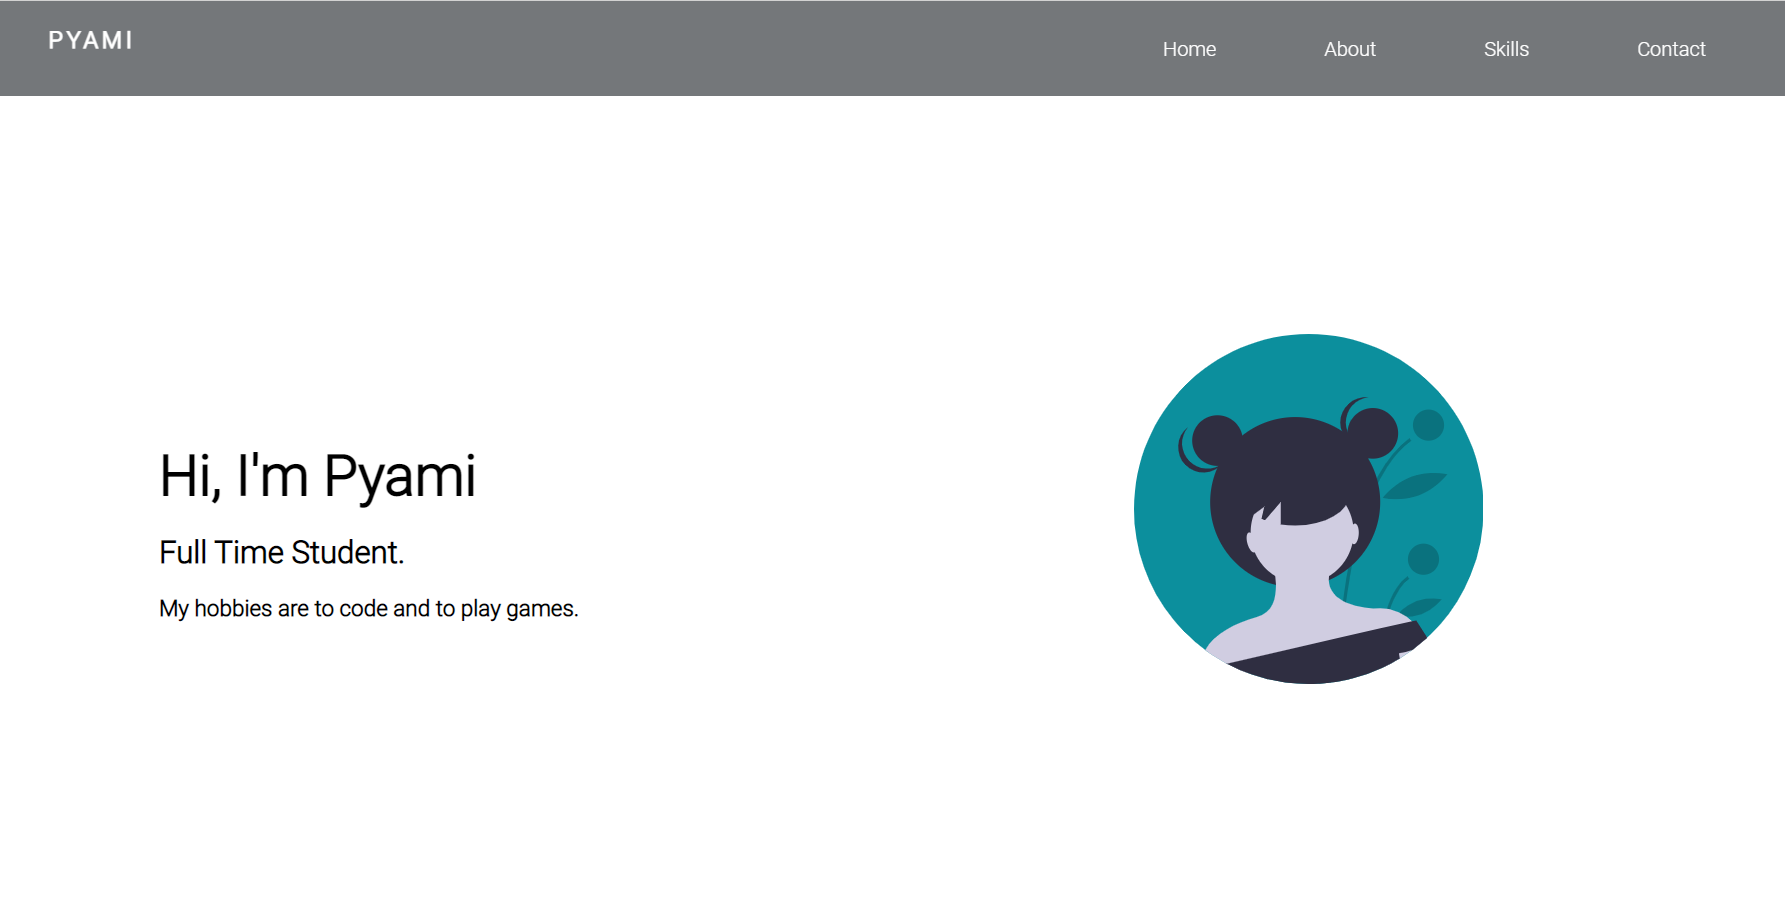 PYAMI
Home About Skills Contact
Hi, I'm Pyami
Full Time Student.
My hobbies are to code and to play games.